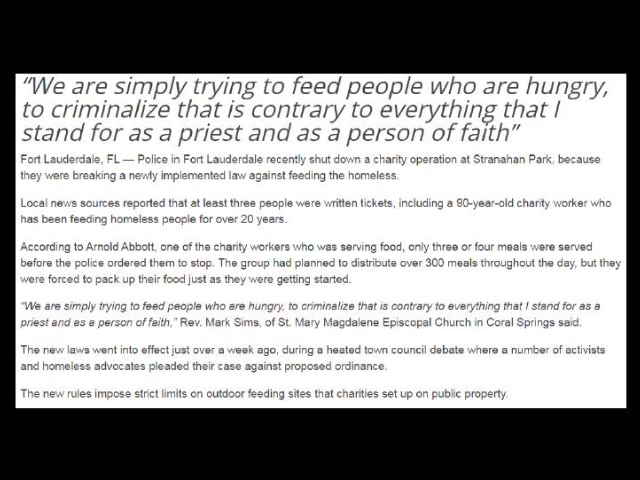 “We are simply trying to feed people who are hungry,
to criminalize that is contrary to everything that I
stand for as a priest and as a person of faith”
Fort Lauderdale, FL — Police in Fort Lauderdale recently shut down a charity operation at Stranahan Park, because
they were breaking a newly implemented law against feeding the homeless.
Local news sources reported that at least three people were written tickets, including a 90-year-old charity worker who
has been feeding homeless people for over 20 years.
According to Arnold Abbott, one of the charity workers who was serving food, only three or four meals were served
before the police ordered them to stop. The group had planned to distribute over 300 meals throughout the day, but they
were forced to pack up their food just as they were getting started.
“We are simply trying to feed people who are hungry, to criminalize that is contrary to everything that I stand for as a
priest and as a person of faith,” Rev. Mark Sims, of St. Mary Magdalene Episcopal Church in Coral Springs said.
The new laws went into effect just over a week ago, during a heated town council debate where a number of activists
and homeless advocates pleaded their case against proposed ordinance.
The new rules impose strict limits on outdoor feeding sites that charities set up on public property.